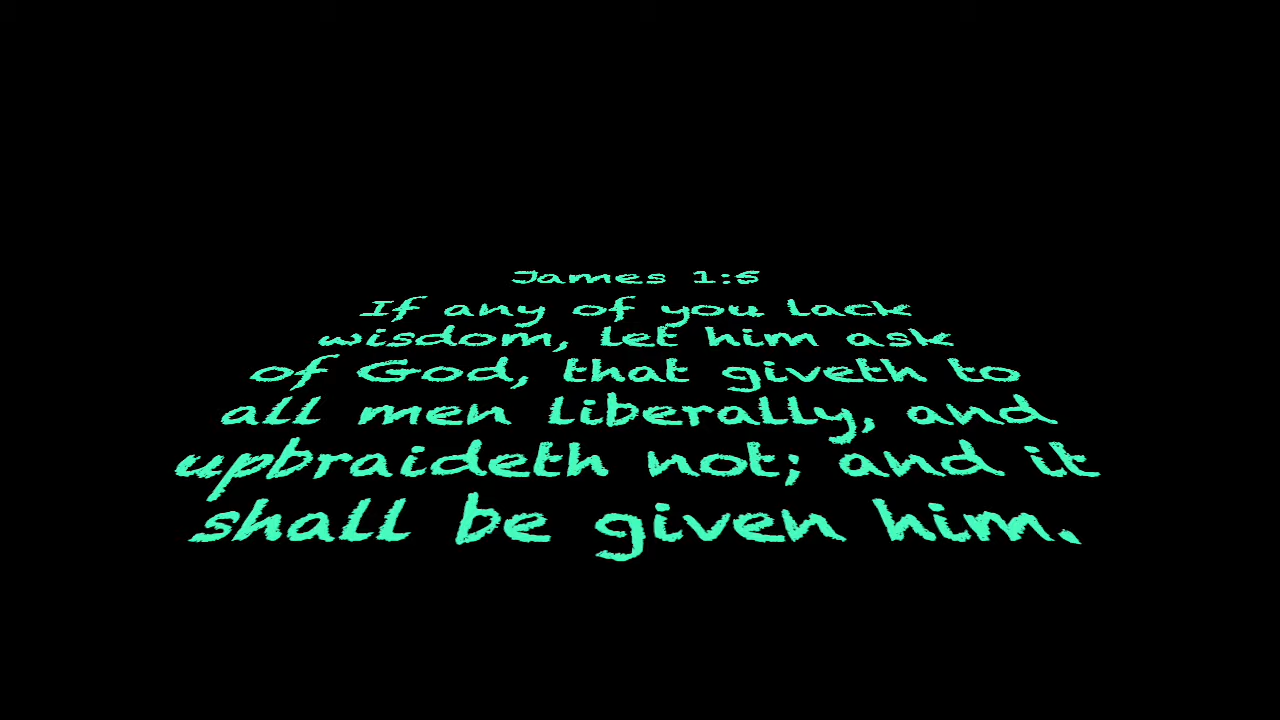 James 1:5
If any of you lack
wisdom, let him ask
of God, that giveth to
all men liberally, and
upbraideth not; and it
shall be given him.